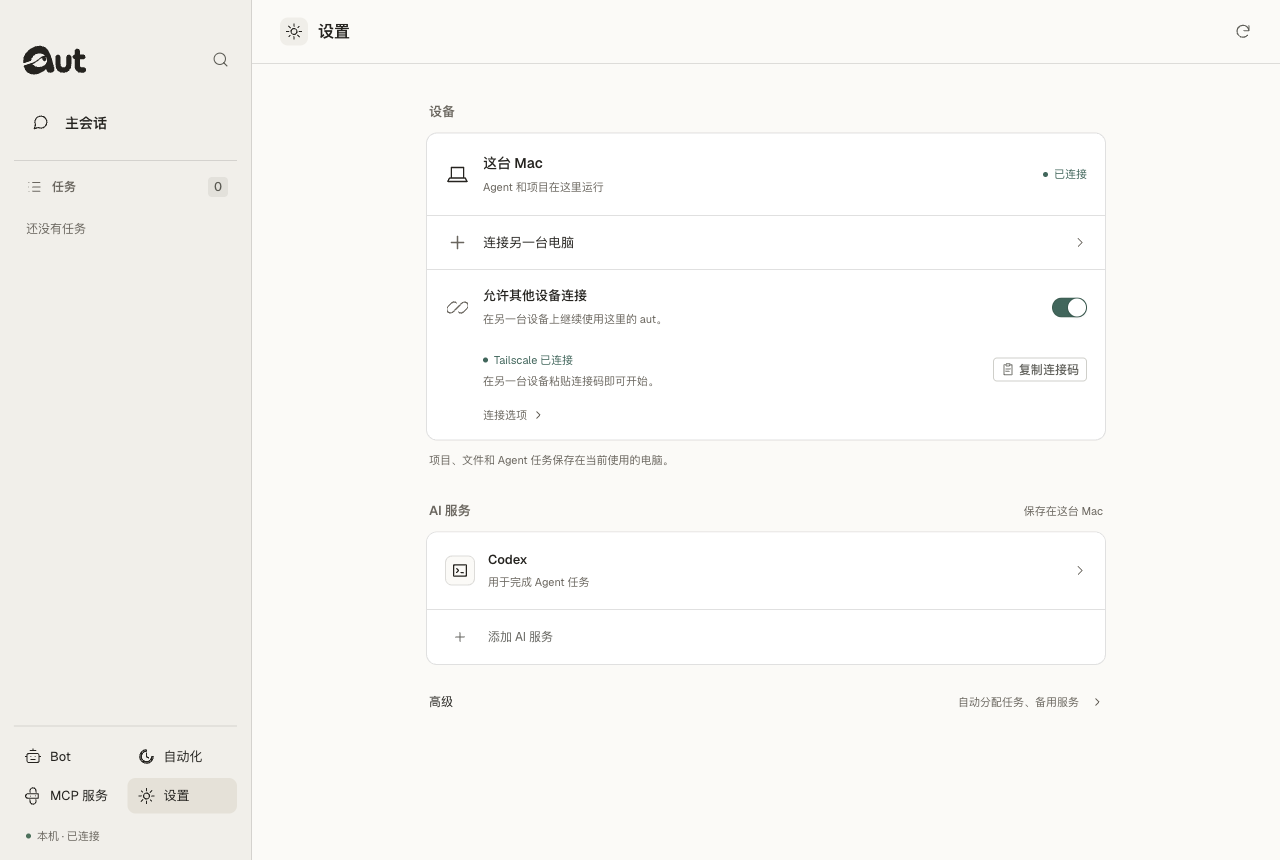 aut
主会话
任务
0
还没有任务
Bot
自动化
MCP 服务
设置
本机 · 已连接
设置
设备
这台 Mac
Agent 和项目在这里运行
已连接
连接另一台电脑
允许其他设备连接
在另一台设备上继续使用这里的 aut。
Tailscale 已连接
在另一台设备粘贴连接码即可开始。
复制连接码
连接选项
项目、文件和 Agent 任务保存在当前使用的电脑。
AI 服务
保存在这台 Mac
Codex
用于完成 Agent 任务
添加 AI 服务
高级
自动分配任务、备用服务